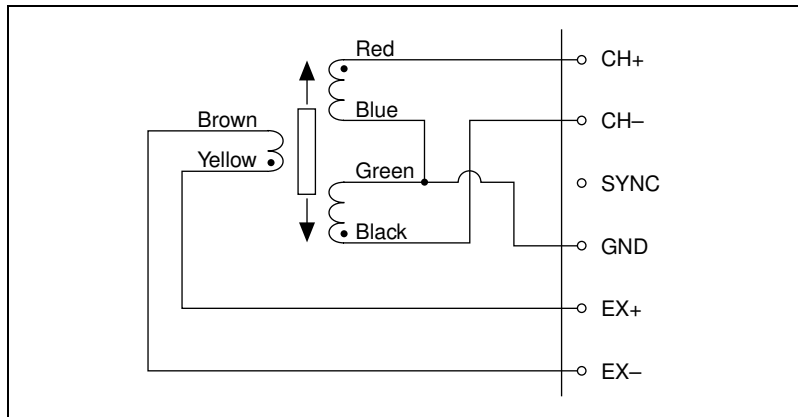 Red
CH+
Blue
Brown
CH–
Yellow
Green
SYNC
Black
GND
EX+
EX–